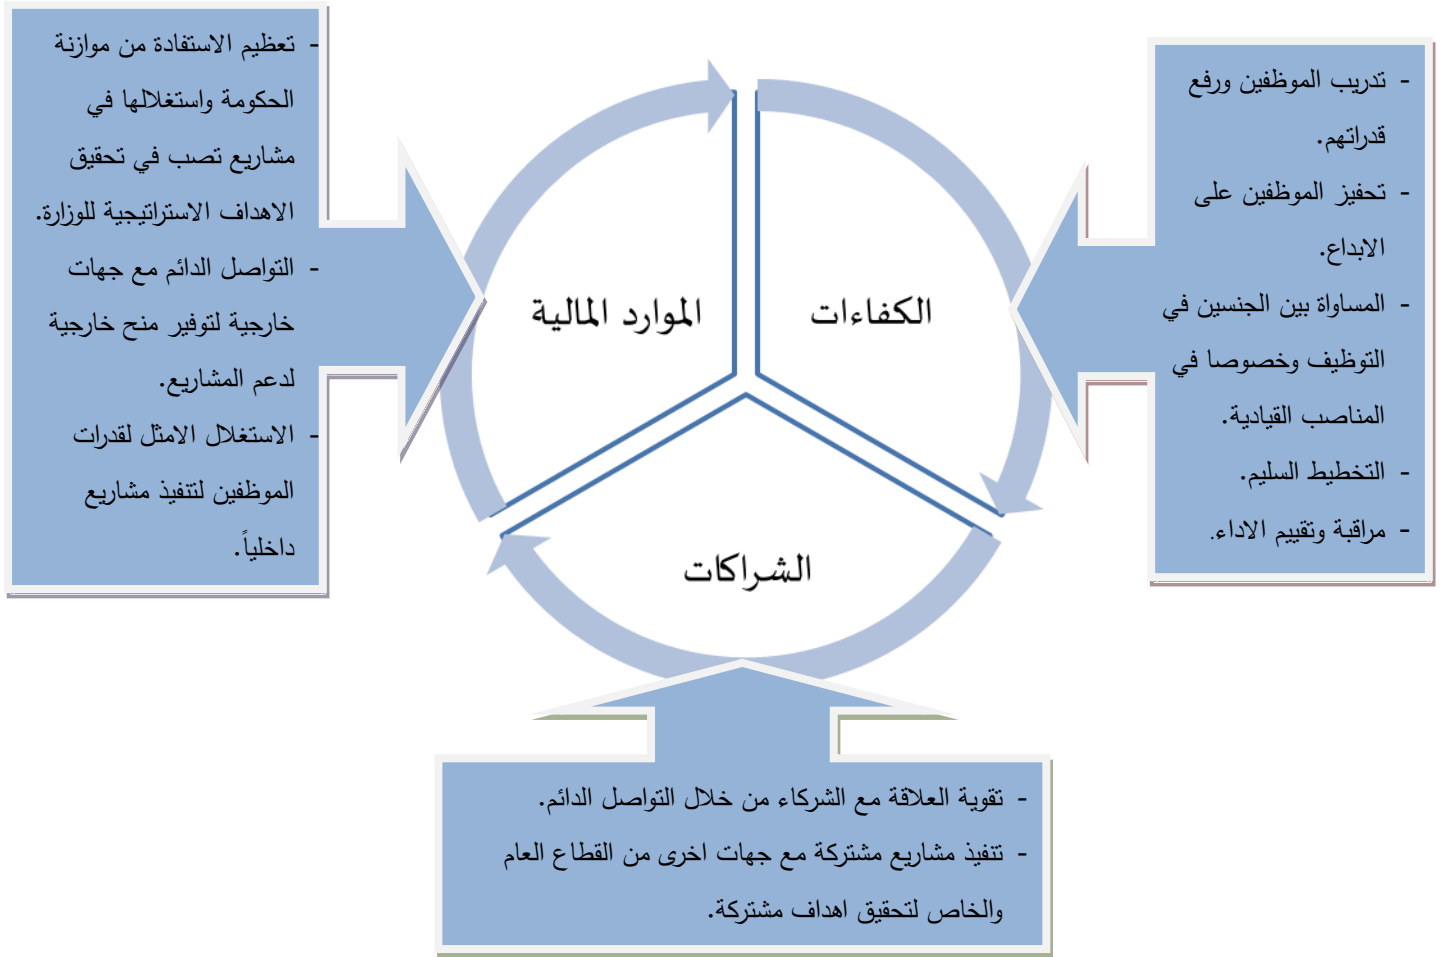 - تدريب الموظفين ورفع
قدراتهم.
- تحفيز الموظفين على
الابداع.
- المساواة بين الجنسين في
التوظيف وخصوصا في
المناصب القيادية.
- التخطيط السليم.
- مراقبة وتقييم الاداء.
- تعظيم الاستفادة من موازنة
الحكومة واستغلالها في
مشاريع تصب في تحقيق
الاهداف الاستراتيجية للوزارة.
- التواصل الدائم مع جهات
خارجية لتوفير منح خارجية
لدعم المشاريع.
- الاستغلال الامثل لقدرات
الموظفين لتنفيذ مشاريع
داخلياً.
الكفاءات
الموارد المالية
الشراكات
- تقوية العلاقة مع الشركاء من خلال التواصل الدائم.
- تنفيذ مشاريع مشتركة مع جهات اخرى من القطاع العام
والخاص لتحقيق اهداف مشتركة.